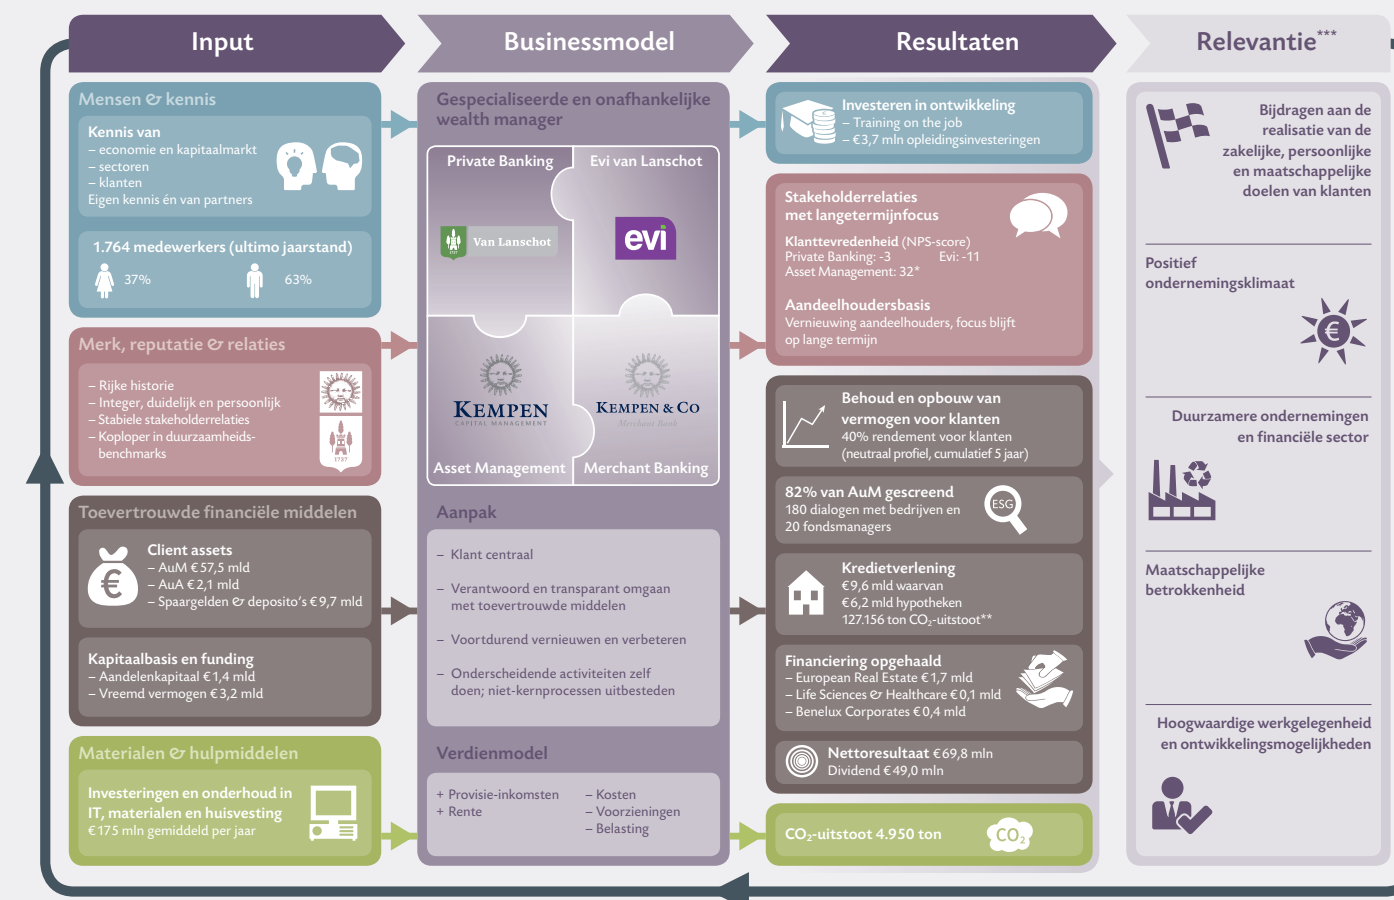 Input
Businessmodel
Resultaten
Relevantie***
Mensen & kennis
Kennis van
– economie en kapitaalmarkt
– sectoren
– klanten
Eigen kennis én van partners
1.764 medewerkers (ultimo jaarstand)
37%
63%
Merk, reputatie & relaties
– Rijke historie
– Integer, duidelijk en persoonlijk
– Stabiele stakeholderrelaties
– Koploper in duurzaamheids-
benchmarks
1737
Toevertrouwde financiële middelen
€
Client assets
– AuM €57,5 mld
– AuA €2,1 mld
– Spaargelden & deposito's €9,7 mld
Kapitaalbasis en funding
– Aandelenkapitaal €1,4 mld
– Vreemd vermogen €3,2 mld
Materialen & hulpmiddelen
Investeringen en onderhoud in
IT, materialen en huisvesting
€175 mln gemiddeld per jaar
Gespecialiseerde en onafhankelijke
wealth manager
Private Banking
Evi van Lanschot
Van Lanschot
1737
evi
KEMPEN
CAPITAL MANAGEMENT
KEMPEN & CO
Merchant Bank
Asset Management
Merchant Banking
Aanpak
– Klant centraal
– Verantwoord en transparant omgaan
met toevertrouwde middelen
– Voortdurend vernieuwen en verbeteren
– Onderscheidende activiteiten zelf
doen; niet-kernprocessen uitbesteden
Verdienmodel
+ Provisie-inkomsten
+ Rente
– Kosten
– Voorzieningen
– Belasting
Investeren in ontwikkeling
– Training on the job
– €3,7 mln opleidingsinvesteringen
Stakeholderrelaties
met langetermijnfocus
Klanttevredenheid (NPS-score)
Private Banking: -3 Evi: -11
Asset Management: 32*
Aandeelhoudersbasis
Vernieuwing aandeelhouders, focus blijft
op lange termijn
Behoud en opbouw van
vermogen voor klanten
40% rendement voor klanten
(neutraal profiel, cumulatief 5 jaar)
82% van AuM gescreend
180 dialogen met bedrijven en
20 fondsmanagers
ESG
Kredietverlening
€9,6 mld waarvan
€6,2 mld hypotheken
127.156 ton CO₂-uitstoot**
Financiering opgehaald
– European Real Estate €1,7 mld
– Life Sciences & Healthcare €0,1 mld
– Benelux Corporates €0,4 mld
Nettoresultaat €69,8 mln
Dividend €49,0 mln
CO₂-uitstoot 4.950 ton
CO₂
Bijdragen aan de
realisatie van de
zakelijke, persoonlijke
en maatschappelijke
doelen van klanten
Positief
ondernemingsklimaat
€
Duurzamere ondernemingen
en financiële sector
Maatschappelijke
betrokkenheid
Hoogwaardige werkgelegenheid
en ontwikkelingsmogelijkheden